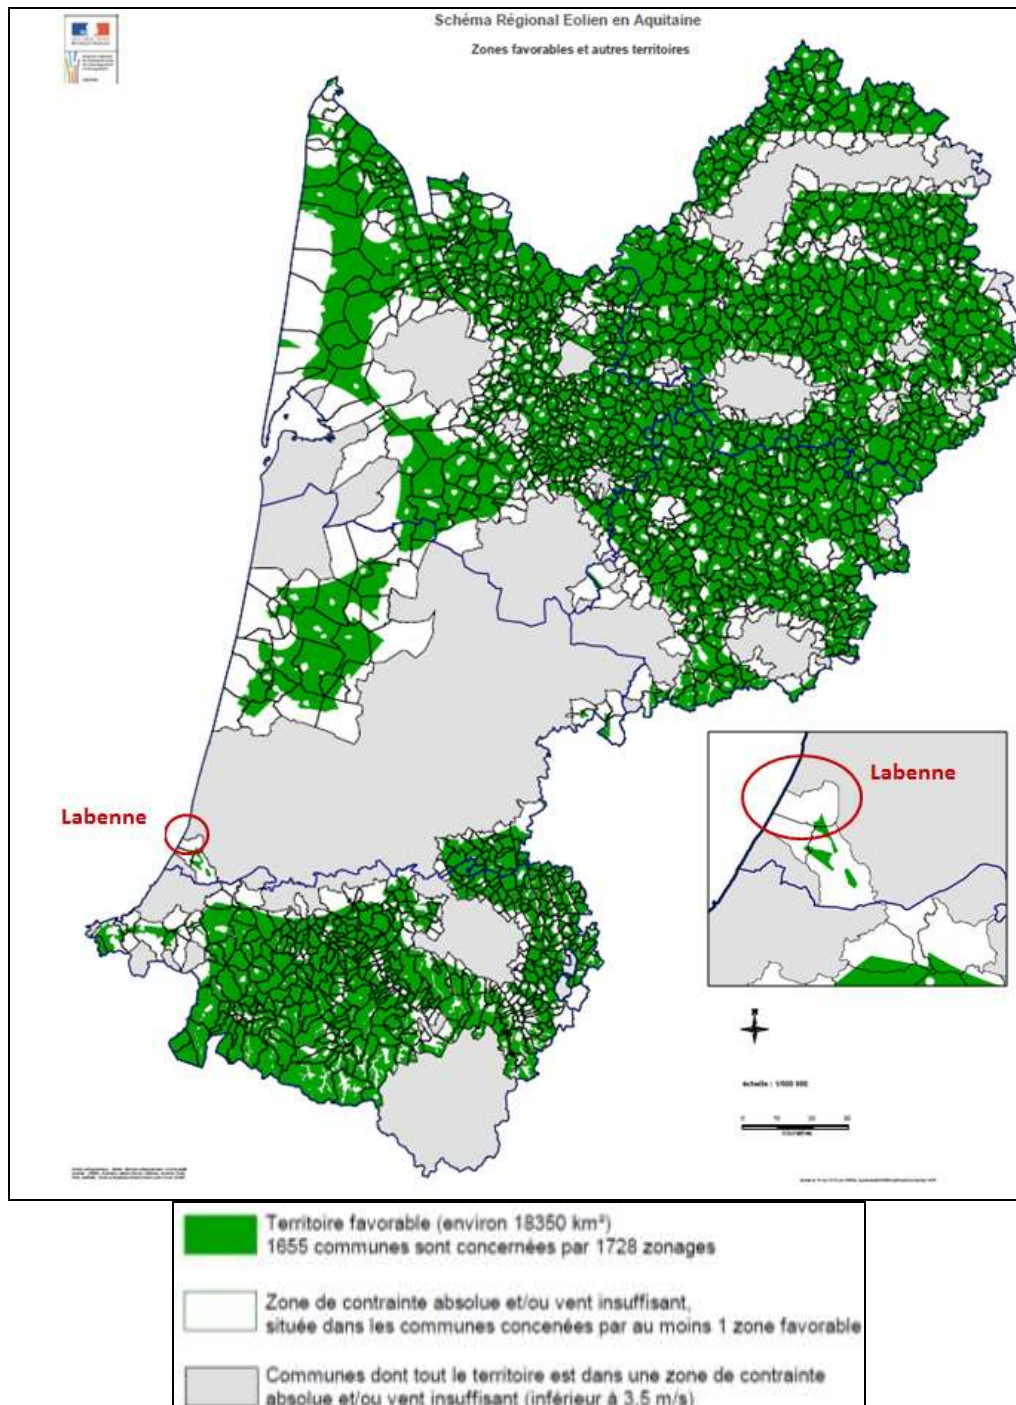 Schéma Régional Eolien en Aquitaine
Zones favorables et autres territoires
Labenne
Labenne
échelle :
Territoire favorable (environ 18350 km²)
1655 communes sont concernées par 1728 zonages
Zone de contrainte absolue et/ou vent insuffisant,
située dans les communes concenées par au moins 1 zone favorable
Communes dont tout le territoire est dans une zone de contrainte
absolue et/ou vent insuffisant (inférieur à 3,5 m/s)